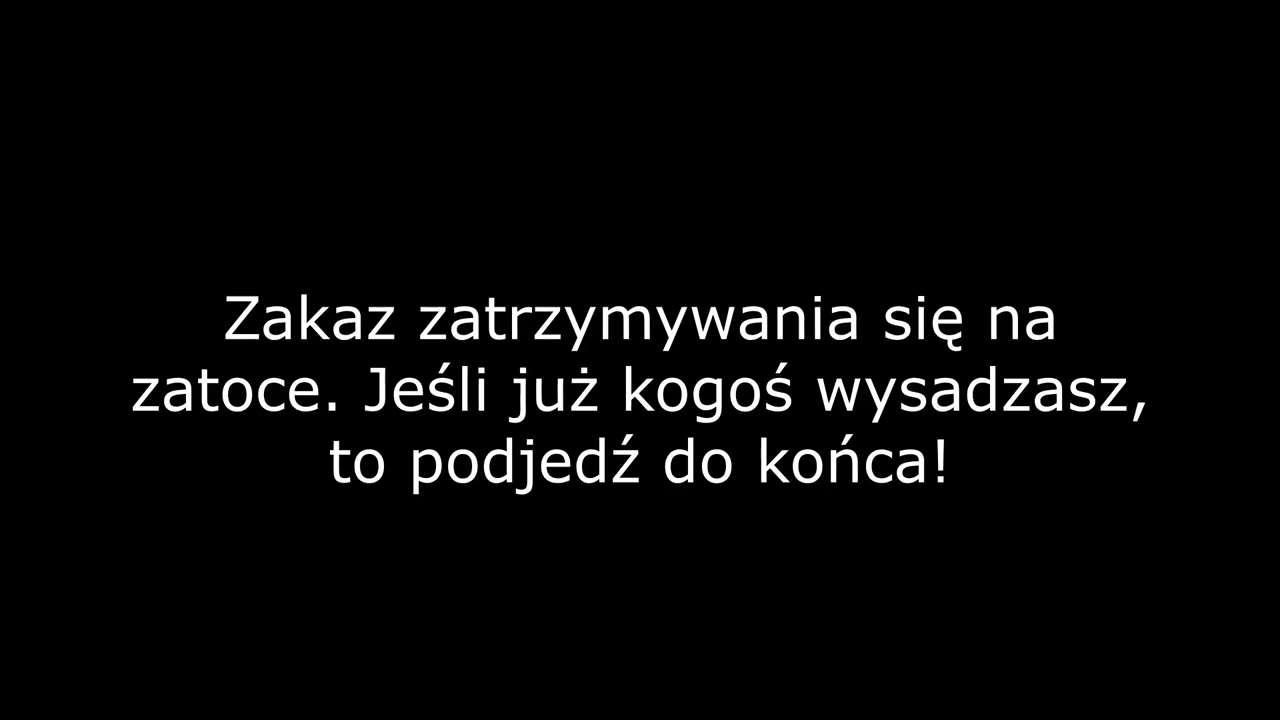 Zakaz zatrzymywania się na
zatoce. Jeśli już kogoś wysadzasz,
to podjedź do końca!